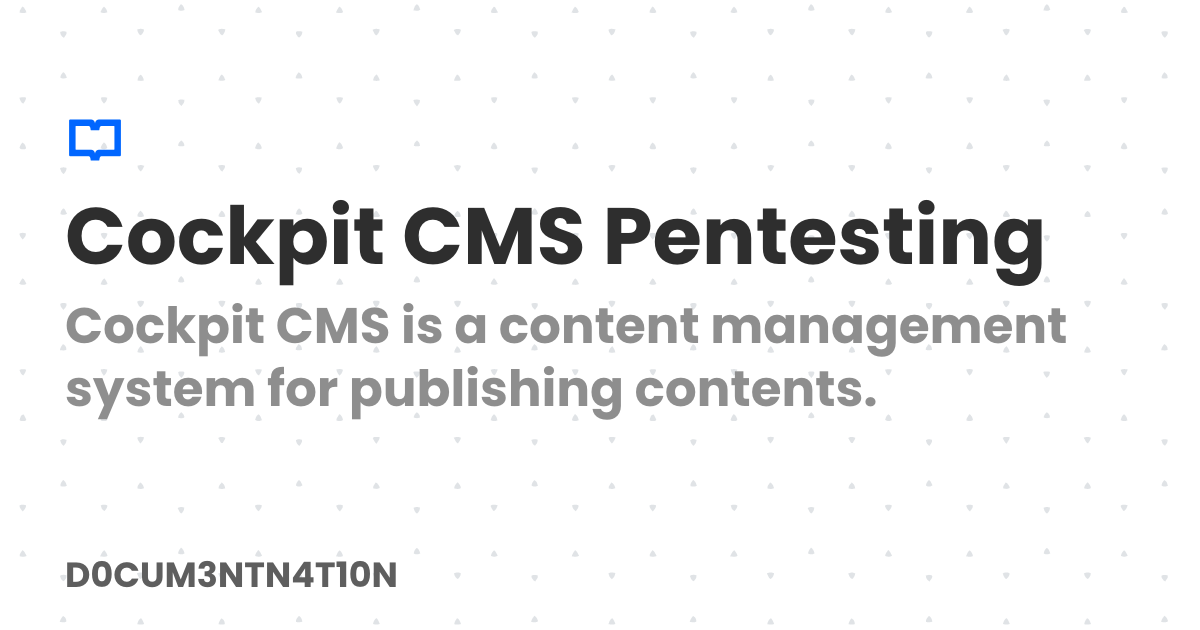 Cockpit CMS Pentesting
Cockpit CMS is a content management
system for publishing contents.
D0CUM3NTN4T10N